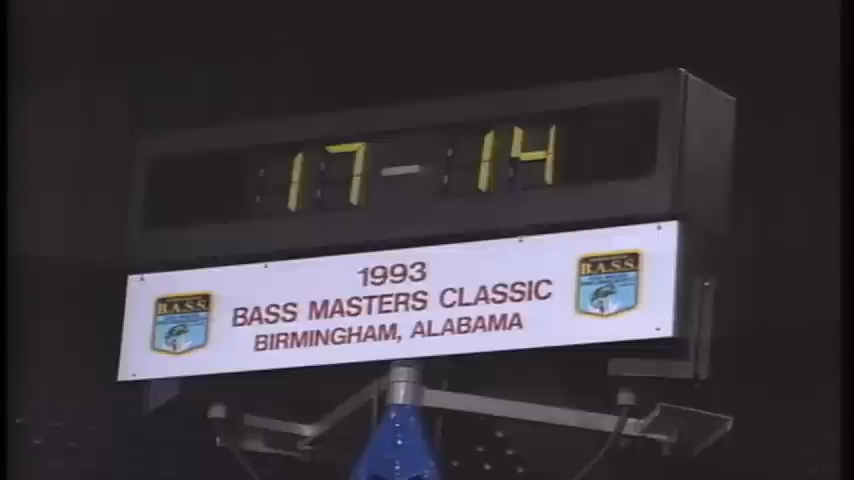 17-14
1993
BASS MASTERS CLASSIC
BIRMINGHAM, ALABAMA
B.A.S.S.
B.A.S.S.